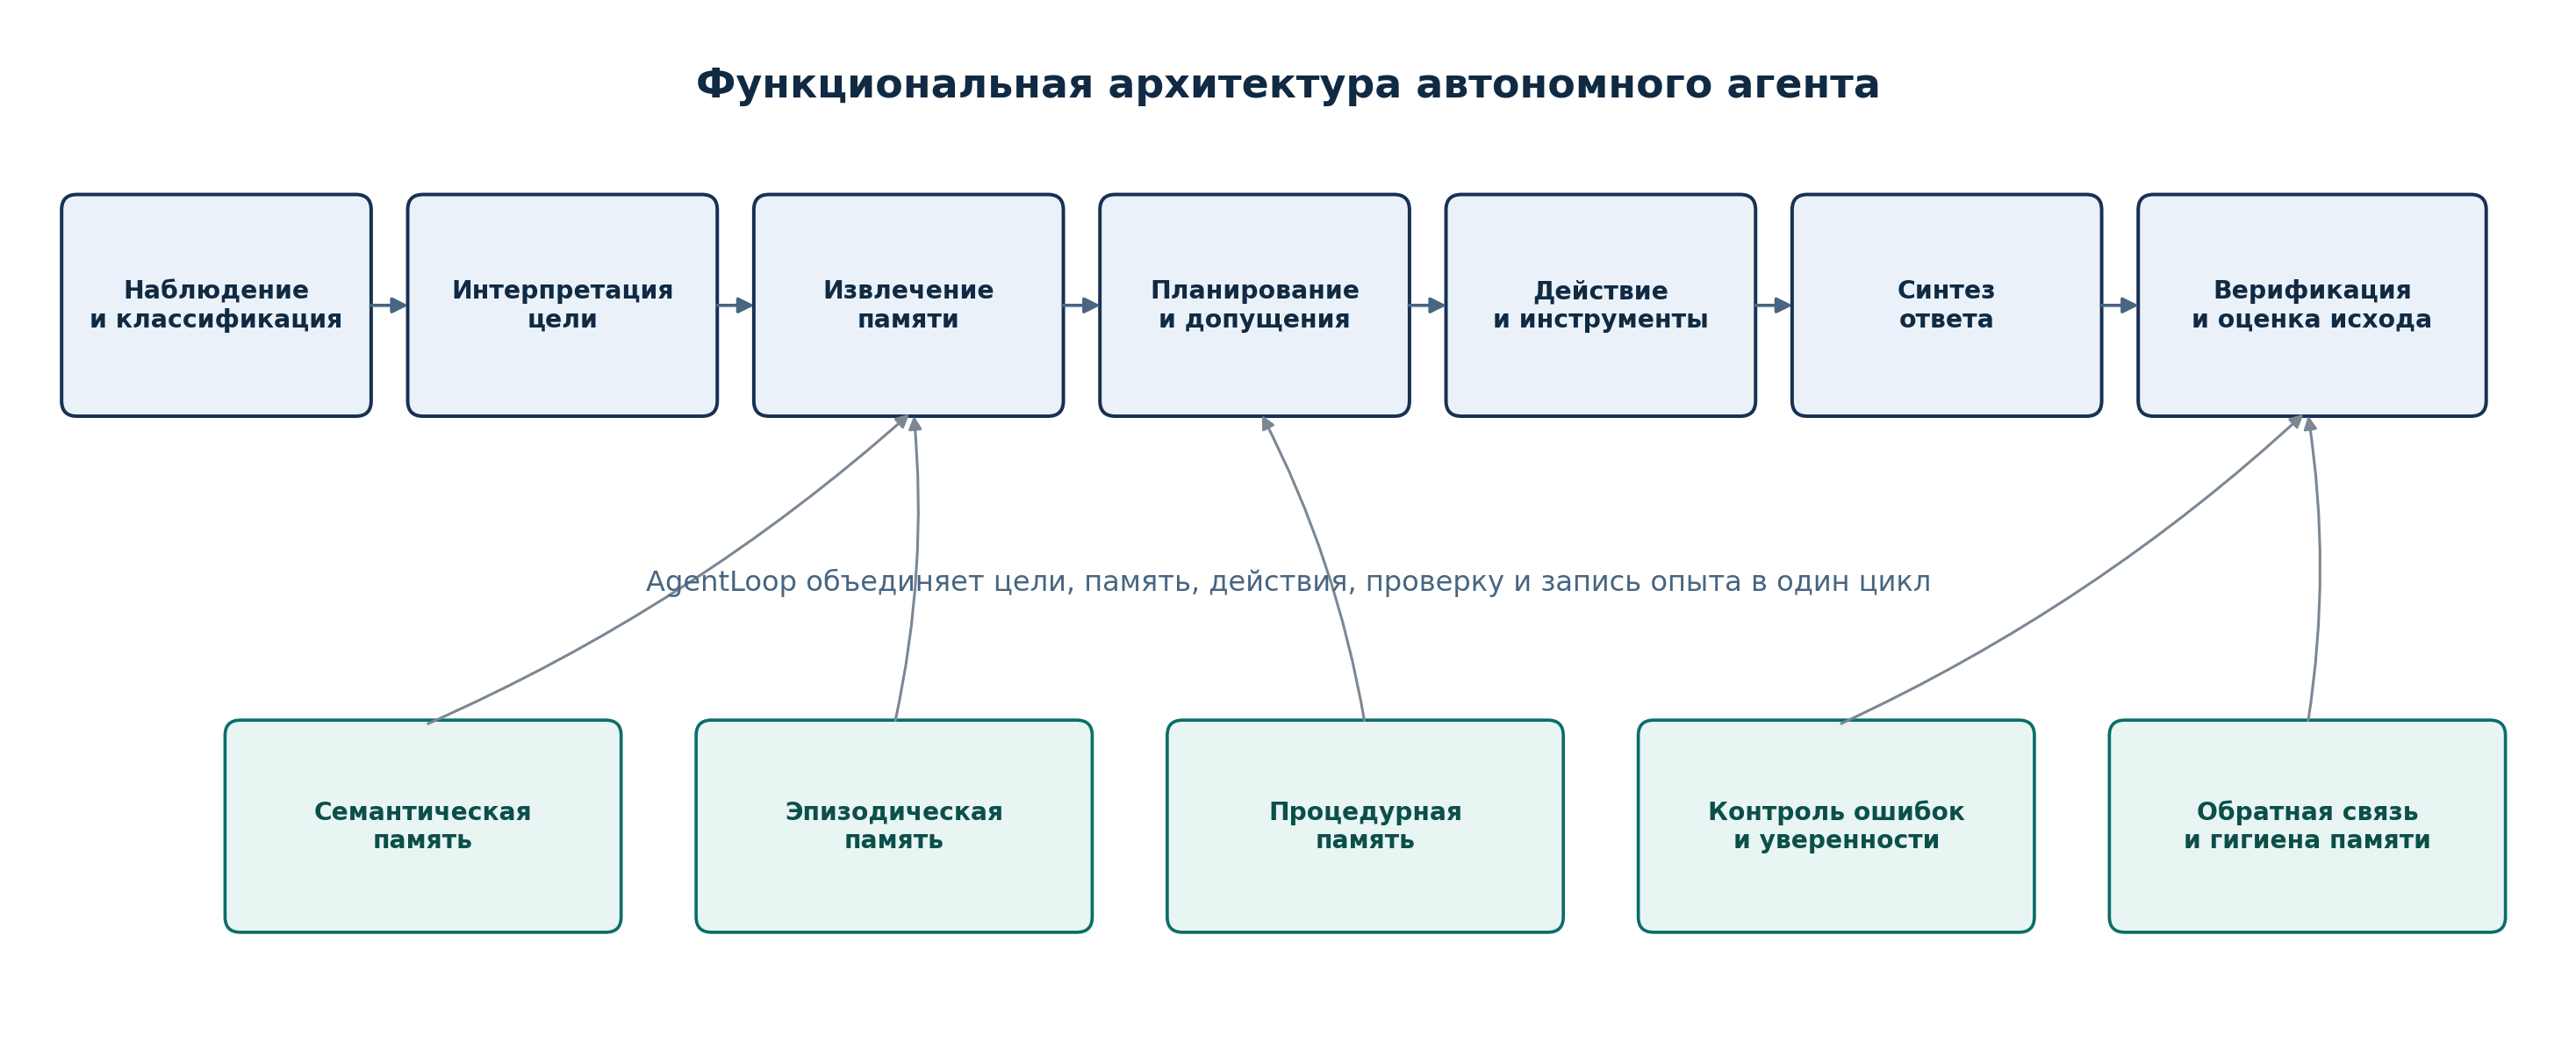 Функциональная архитектура автономного агента
Наблюдение
и классификация
Интерпретация
цели
Извлечение
памяти
Планирование
и допущения
Действие
и инструменты
Синтез
ответа
Верификация
и оценка исхода
AgentLoop объединяет цели, память, действия, проверку и запись опыта в один цикл
Семантическая
память
Эпизодическая
память
Процедурная
память
Контроль ошибок
и уверенности
Обратная связь
и гигиена памяти